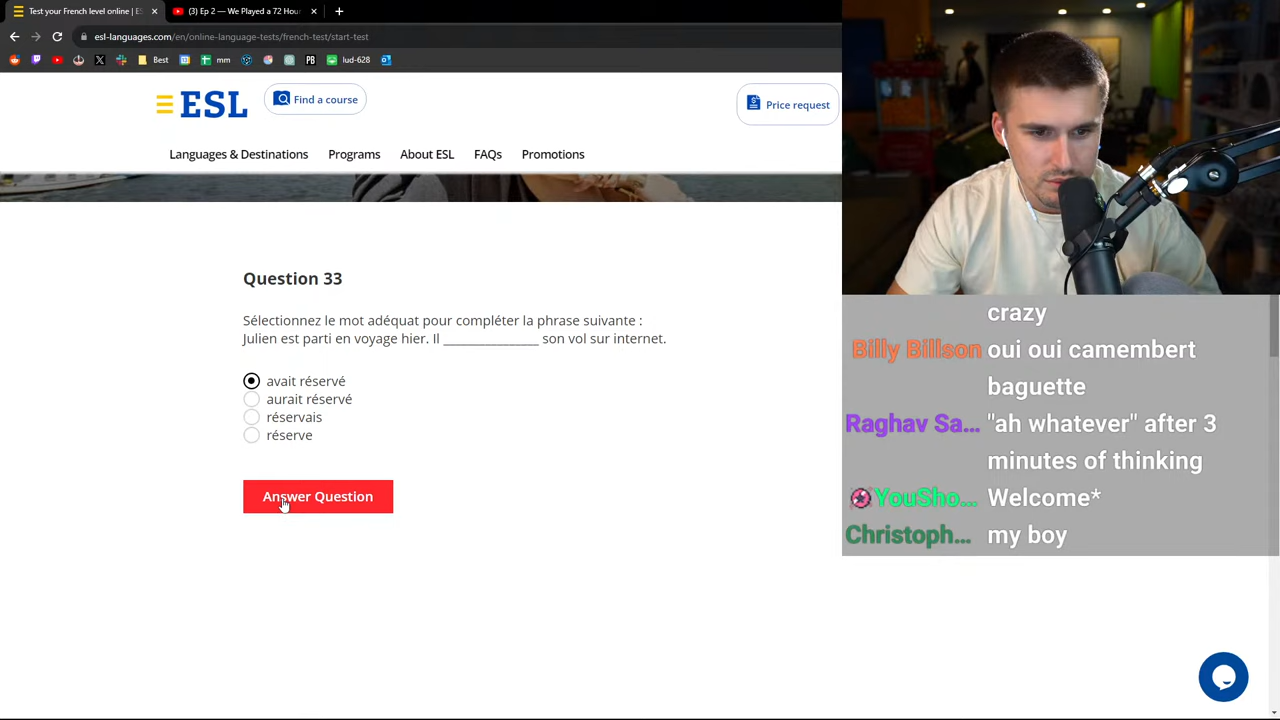 Test your French level online | ES
(3) Ep 2 — We Played a 72 Hour
esl-languages.com/en/online-language-tests/french-test/start-test
Best
mm
PB
lud-628
ESL
Find a course
Price request
Languages & Destinations
Programs
About ESL
FAQs
Promotions
Question 33
Sélectionnez le mot adéquat pour compléter la phrase suivante :
Julien est parti en voyage hier. Il ______________ son vol sur internet.
avait réservé
aurait réservé
réservais
réserve
Answer Question
crazy
Billy Billson oui oui camembert
baguette
Raghav Sa... "ah whatever" after 3
minutes of thinking
YouSho... Welcome*
Christoph... my boy